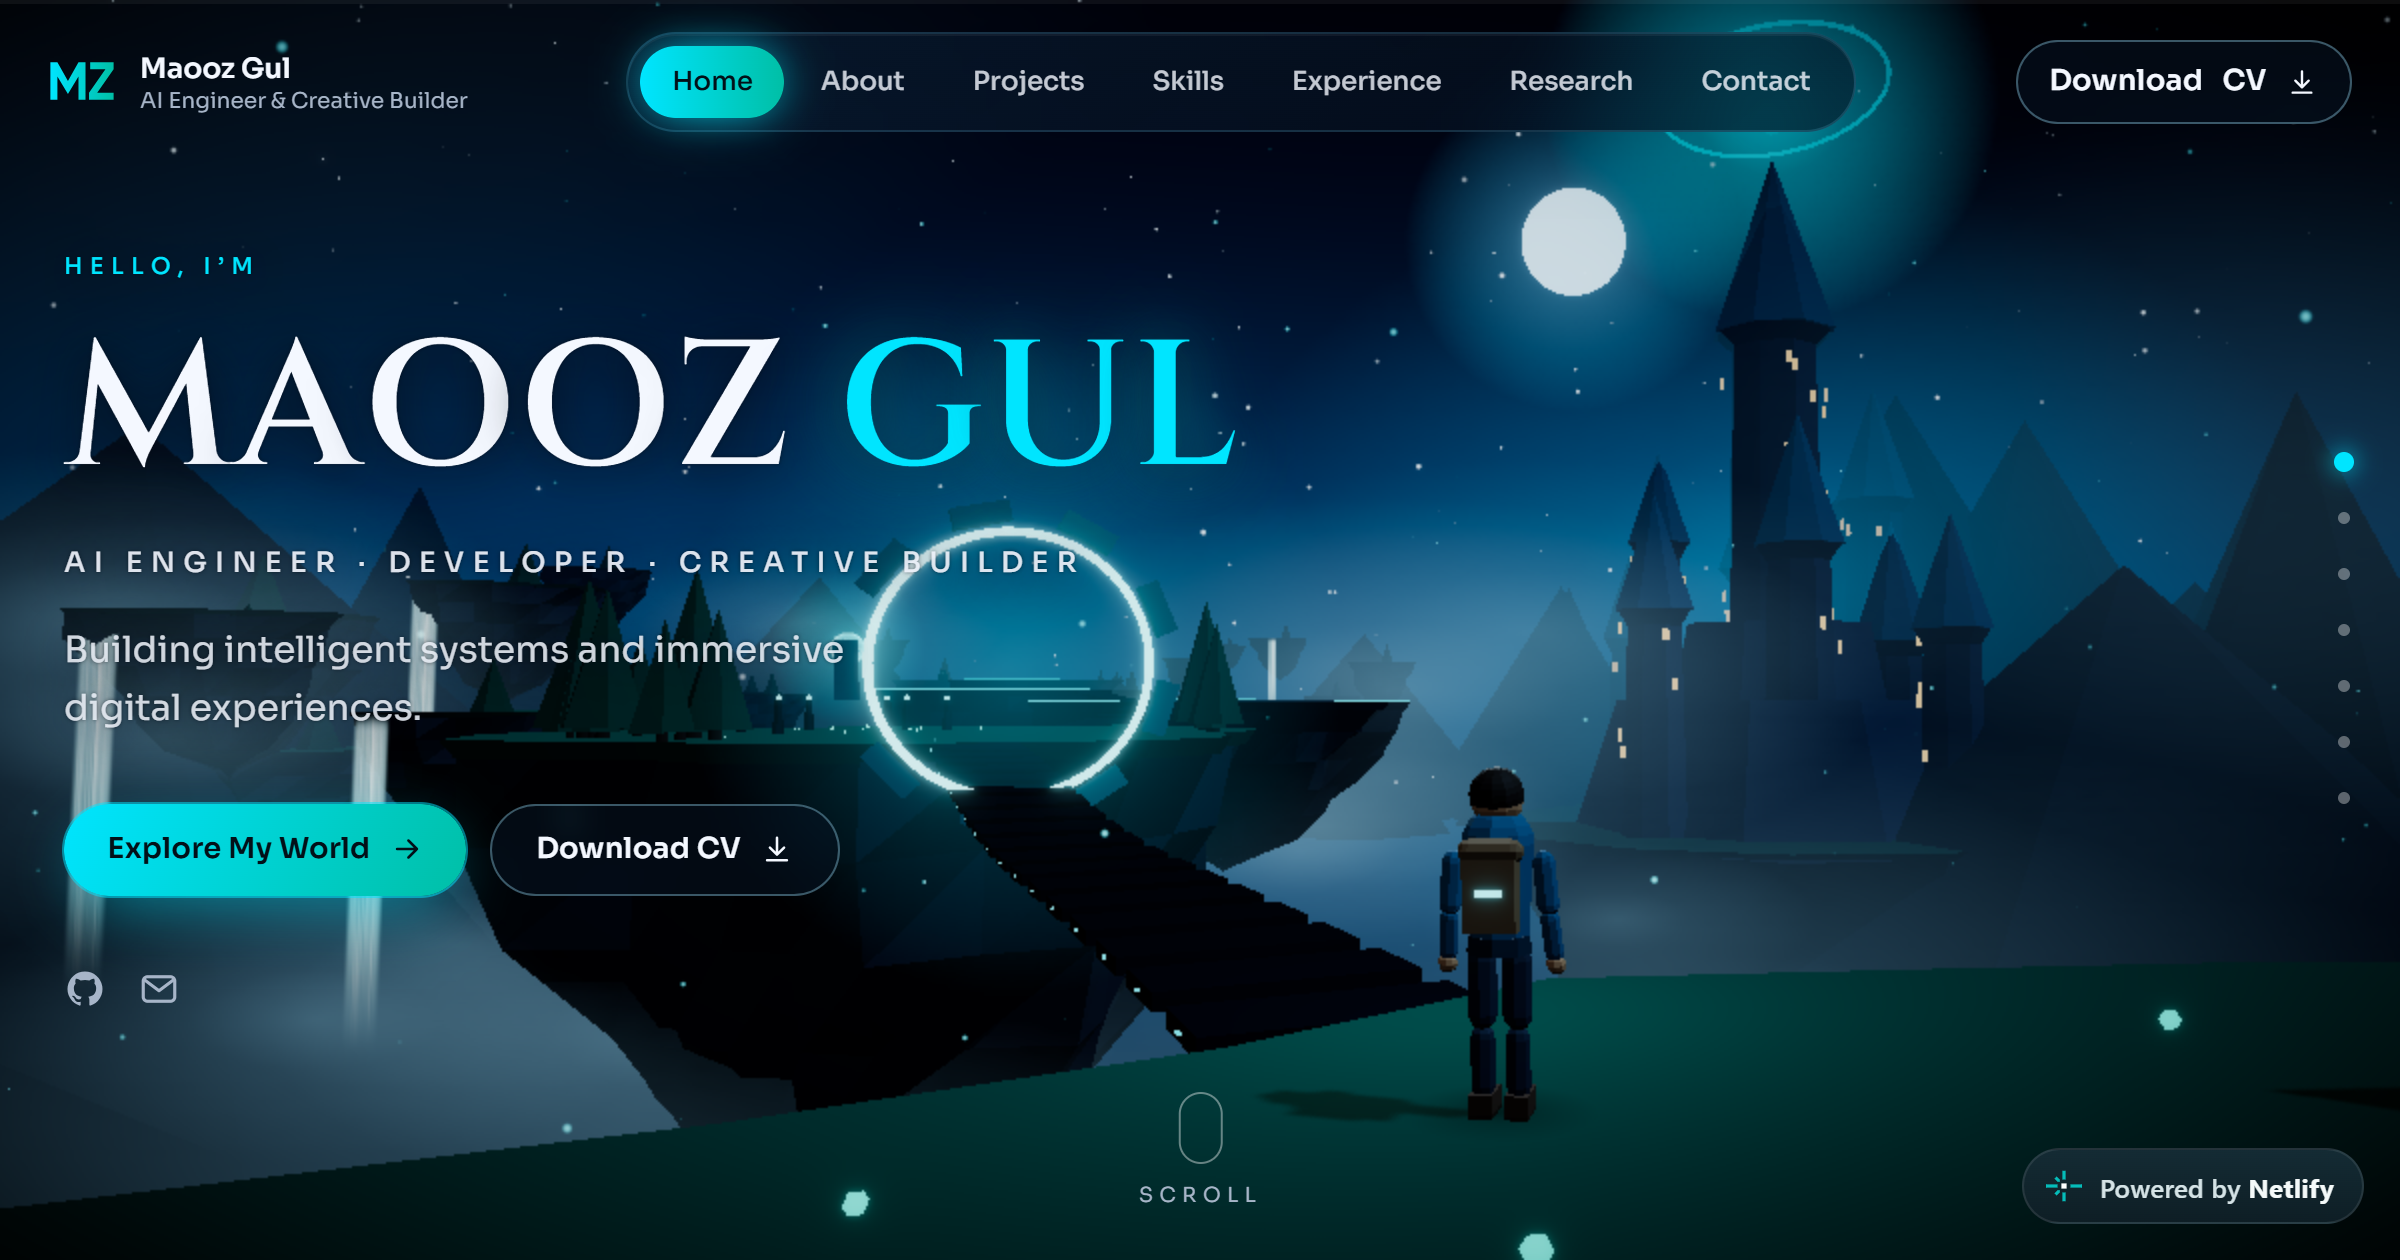 MZ
Maooz Gul
AI Engineer & Creative Builder
Home
About
Projects
Skills
Experience
Research
Contact
Download CV
HELLO, I’M
MAOOZ GUL
AI ENGINEER · DEVELOPER · CREATIVE BUILDER
Building intelligent systems and immersive
digital experiences.
Explore My World
Download CV
SCROLL
Powered by Netlify